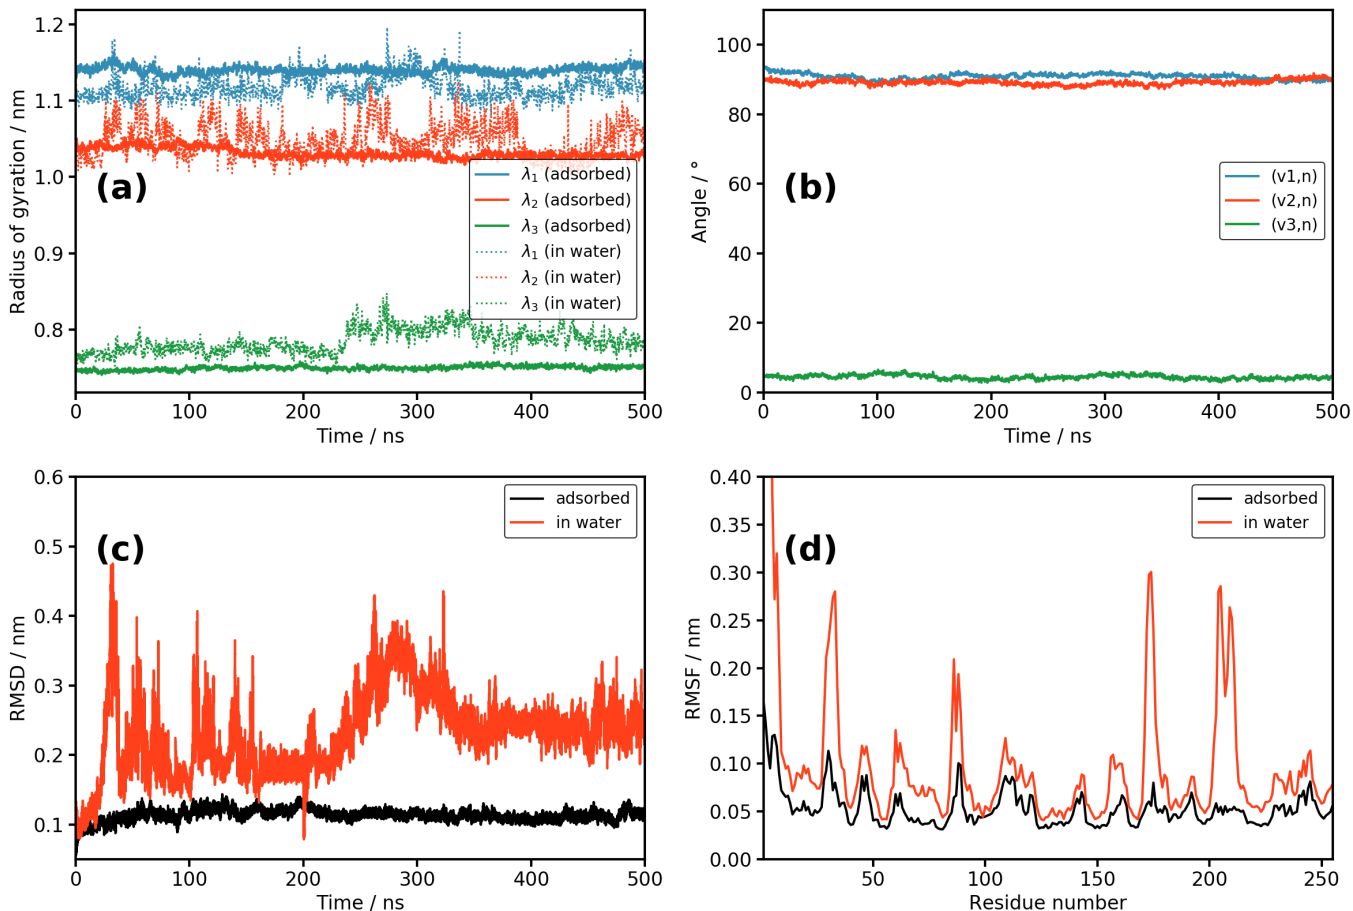 1.2
1.1
1.0
0.9
0.8
Radius of gyration / nm
(a)
λ1 (adsorbed)
λ2 (adsorbed)
λ3 (adsorbed)
λ1 (in water)
λ2 (in water)
λ3 (in water)
0 100 200 300 400 500
Time / ns
100
80
60
40
20
0
Angle / °
(b)
(v1,n)
(v2,n)
(v3,n)
0 100 200 300 400 500
Time / ns
0.6
0.5
0.4
0.3
0.2
0.1
RMSD / nm
(c)
adsorbed
in water
0 100 200 300 400 500
Time / ns
0.40
0.35
0.30
0.25
0.20
0.15
0.10
0.05
0.00
RMSF / nm
(d)
adsorbed
in water
50 100 150 200 250
Residue number